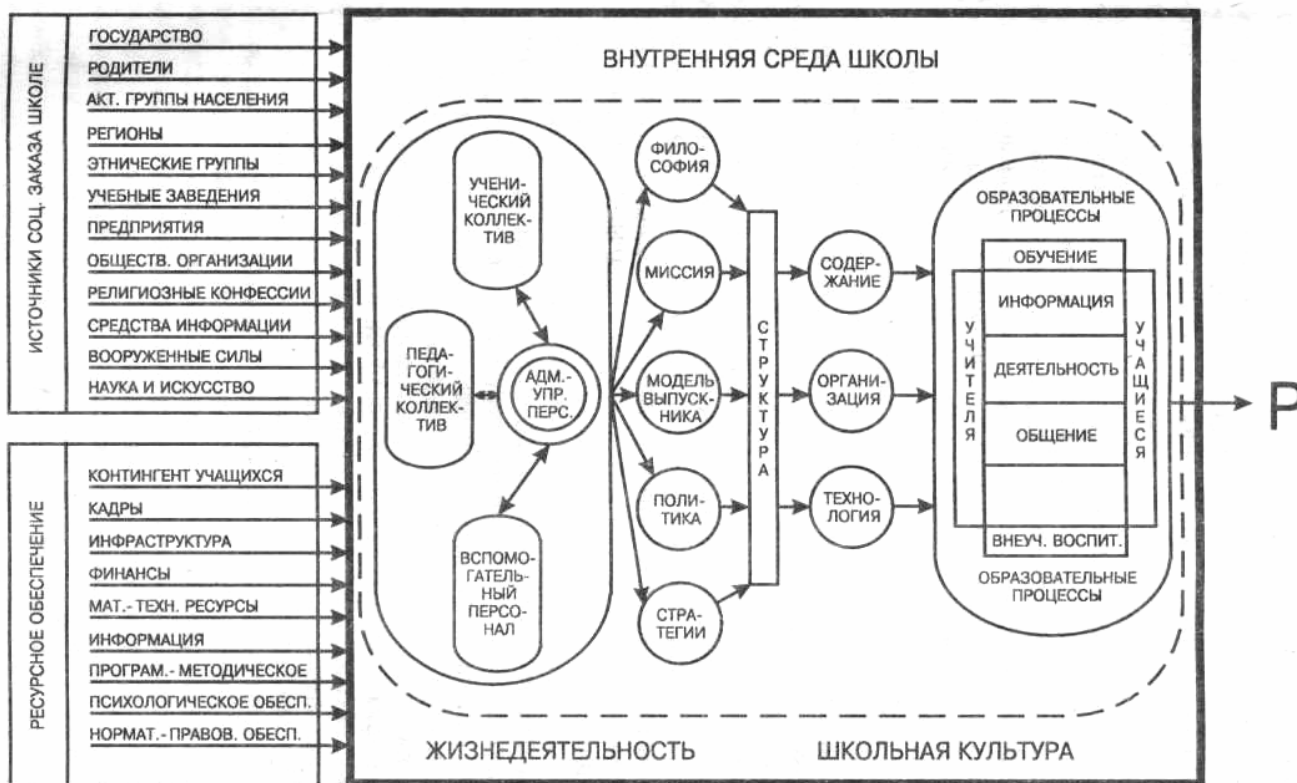 ИСТОЧНИКИ СОЦ. ЗАКАЗА ШКОЛЕ
ГОСУДАРСТВО
РОДИТЕЛИ
АКТ. ГРУППЫ НАСЕЛЕНИЯ
РЕГИОНЫ
ЭТНИЧЕСКИЕ ГРУППЫ
УЧЕБНЫЕ ЗАВЕДЕНИЯ
ПРЕДПРИЯТИЯ
ОБЩЕСТВ. ОРГАНИЗАЦИИ
РЕЛИГИОЗНЫЕ КОНФЕССИИ
СРЕДСТВА ИНФОРМАЦИИ
ВООРУЖЕННЫЕ СИЛЫ
НАУКА И ИСКУССТВО
РЕСУРСНОЕ ОБЕСПЕЧЕНИЕ
КОНТИНГЕНТ УЧАЩИХСЯ
КАДРЫ
ИНФРАСТРУКТУРА
ФИНАНСЫ
МАТ.- ТЕХН. РЕСУРСЫ
ИНФОРМАЦИЯ
ПРОГРАМ.- МЕТОДИЧЕСКОЕ
ПСИХОЛОГИЧЕСКОЕ ОБЕСП.
НОРМАТ.- ПРАВОВ. ОБЕСП.
ВНУТРЕННЯЯ СРЕДА ШКОЛЫ
УЧЕНИ-
ЧЕСКИЙ
КОЛЛЕК-
ТИВ
ПЕДА-
ГОГИ-
ЧЕСКИЙ
КОЛЛЕК-
ТИВ
АДМ.-
УПР.
ПЕРС.
ВСПОМО-
ГАТЕЛЬ-
НЫЙ
ПЕРСО-
НАЛ
ФИЛО-
СОФИЯ
МИССИЯ
МОДЕЛЬ
ВЫПУСК-
НИКА
ПОЛИ-
ТИКА
СТРА-
ТЕГИИ
СТРУКТУРА
СОДЕР-
ЖАНИЕ
ОРГАНИ-
ЗАЦИЯ
ТЕХНО-
ЛОГИЯ
ОБРАЗОВАТЕЛЬНЫЕ
ПРОЦЕССЫ
ОБУЧЕНИЕ
УЧИТЕЛЯ
ИНФОРМАЦИЯ
ДЕЯТЕЛЬНОСТЬ
ОБЩЕНИЕ
УЧАЩИЕСЯ
ВНЕУЧ. ВОСПИТ.
ОБРАЗОВАТЕЛЬНЫЕ
ПРОЦЕССЫ
Р
ЖИЗНЕДЕЯТЕЛЬНОСТЬ
ШКОЛЬНАЯ КУЛЬТУРА